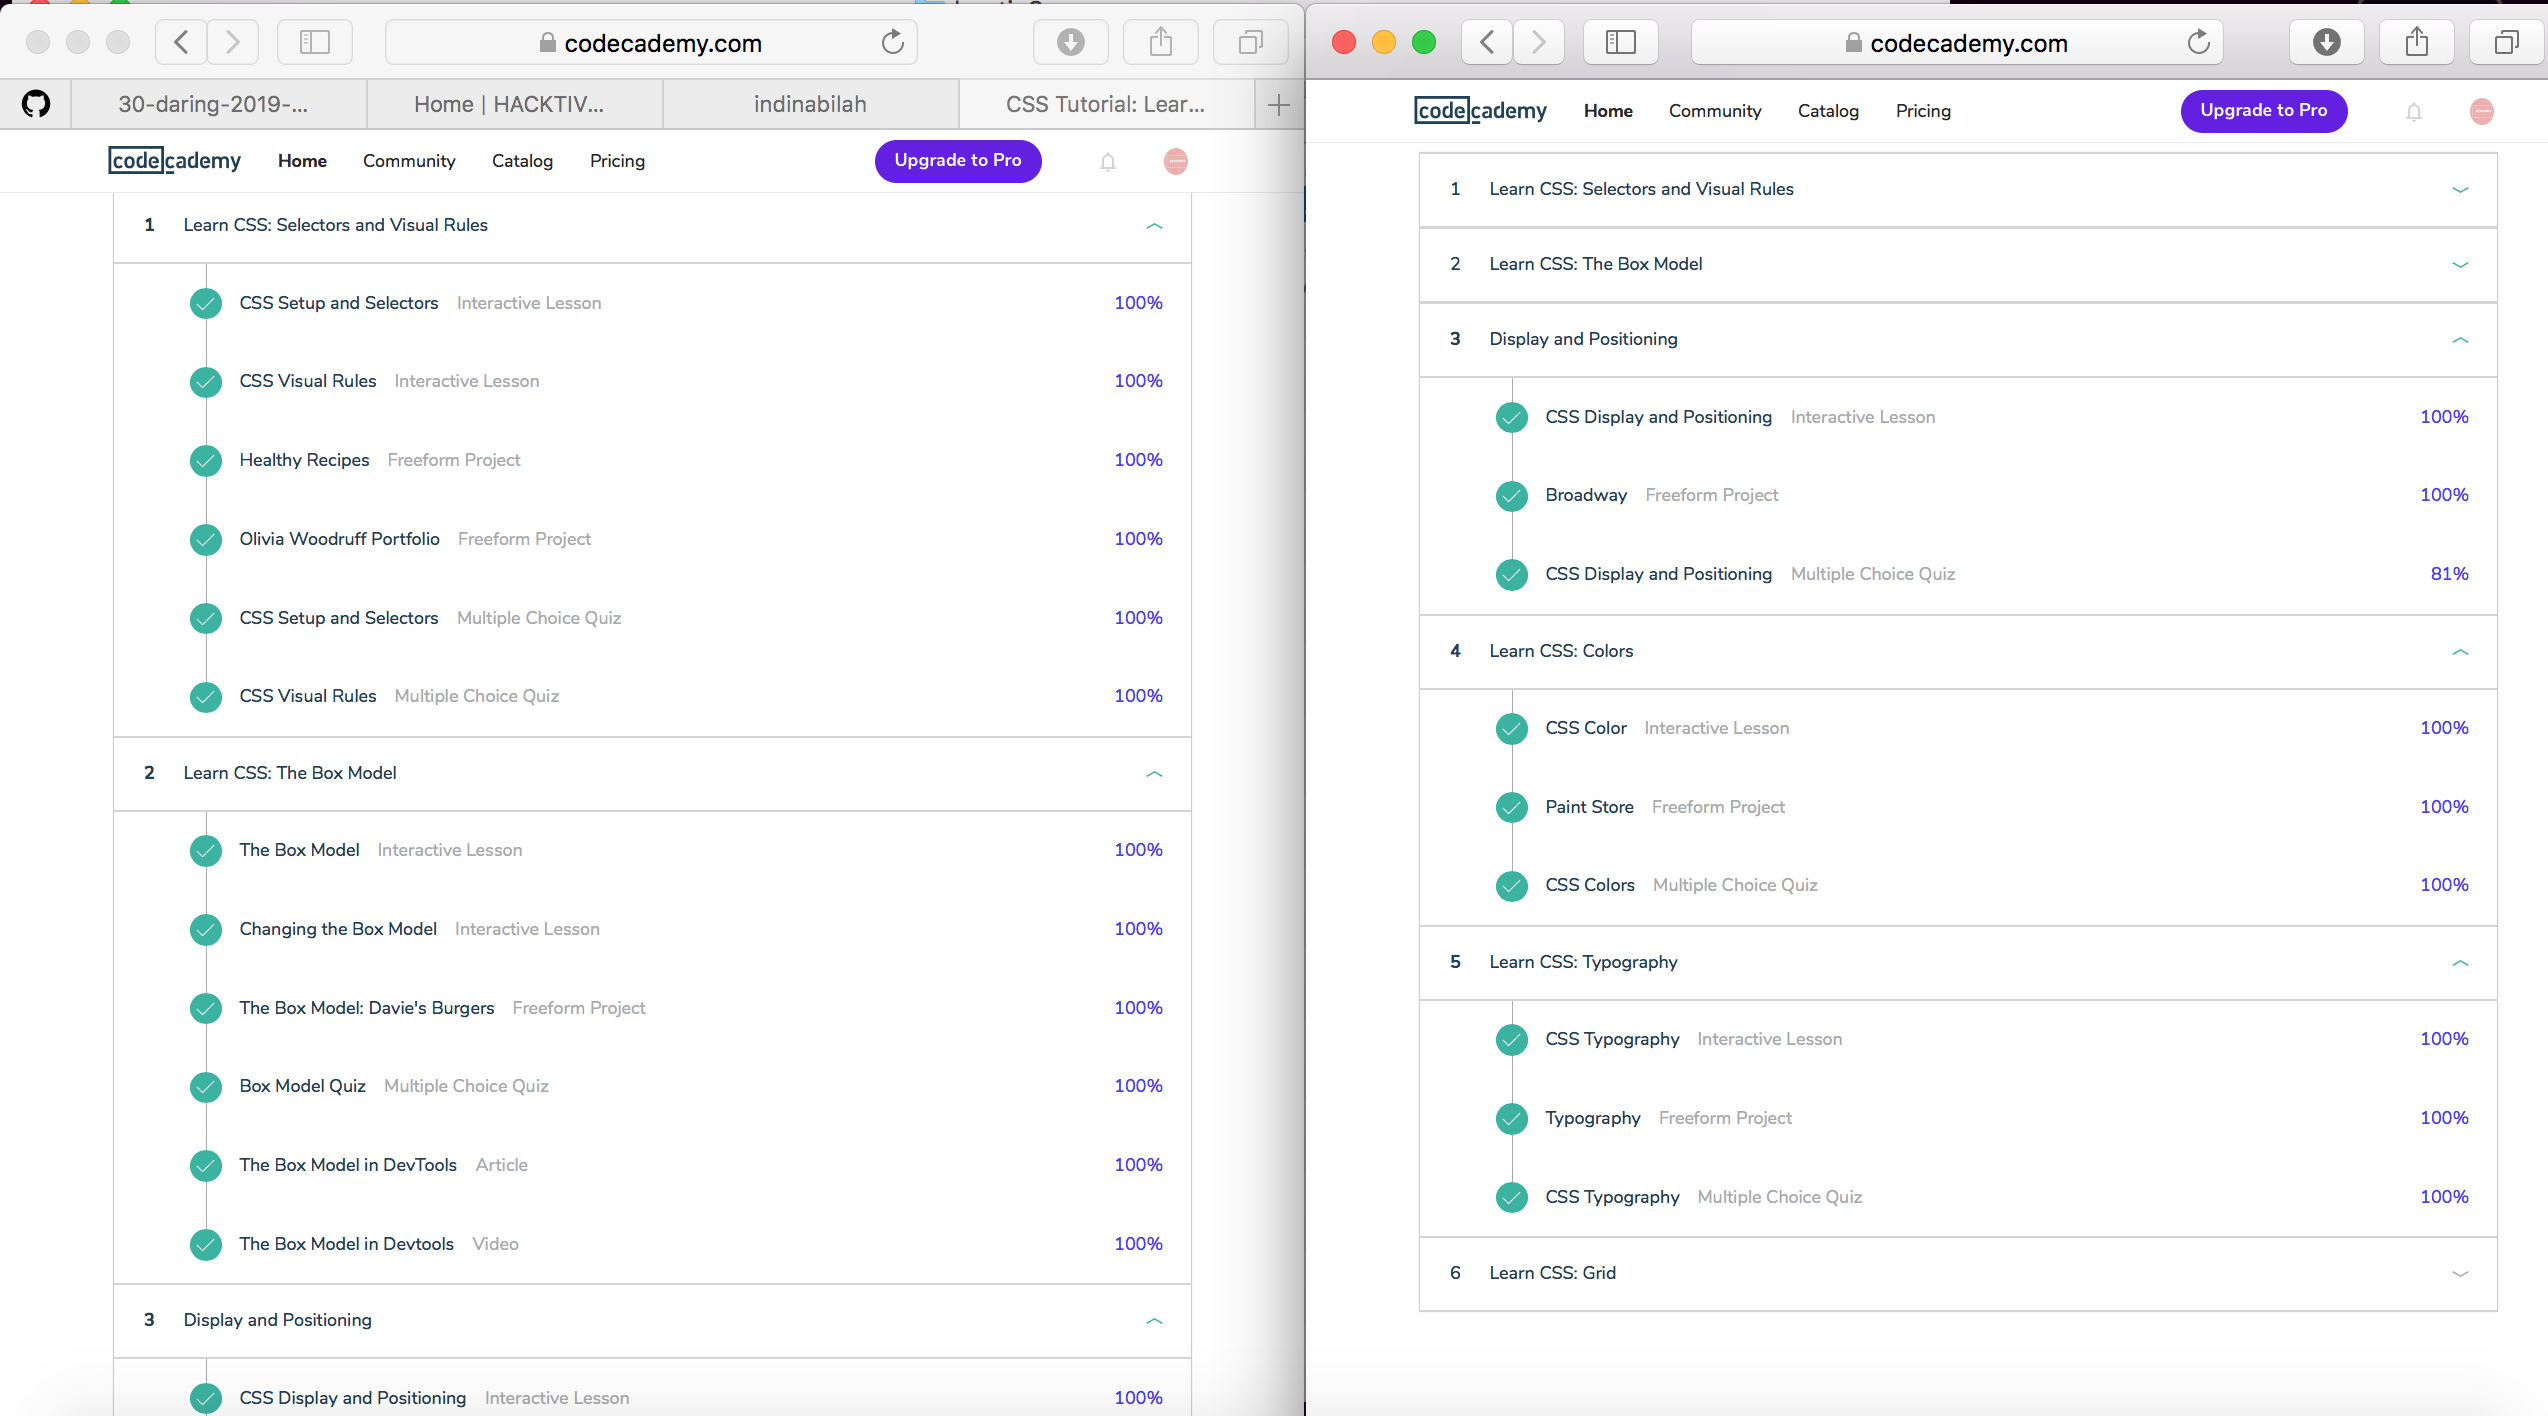 codecademy.com
30-daring-2019-...
Home | HACKTIV...
indinabilah
CSS Tutorial: Lear...
codecademy
Home
Community
Catalog
Pricing
Upgrade to Pro
1 Learn CSS: Selectors and Visual Rules
CSS Setup and Selectors Interactive Lesson 100%
CSS Visual Rules Interactive Lesson 100%
Healthy Recipes Freeform Project 100%
Olivia Woodruff Portfolio Freeform Project 100%
CSS Setup and Selectors Multiple Choice Quiz 100%
CSS Visual Rules Multiple Choice Quiz 100%
2 Learn CSS: The Box Model
The Box Model Interactive Lesson 100%
Changing the Box Model Interactive Lesson 100%
The Box Model: Davie's Burgers Freeform Project 100%
Box Model Quiz Multiple Choice Quiz 100%
The Box Model in DevTools Article 100%
The Box Model in Devtools Video 100%
3 Display and Positioning
CSS Display and Positioning Interactive Lesson 100%
codecademy.com
codecademy
Home
Community
Catalog
Pricing
Upgrade to Pro
1 Learn CSS: Selectors and Visual Rules
2 Learn CSS: The Box Model
3 Display and Positioning
CSS Display and Positioning Interactive Lesson 100%
Broadway Freeform Project 100%
CSS Display and Positioning Multiple Choice Quiz 81%
4 Learn CSS: Colors
CSS Color Interactive Lesson 100%
Paint Store Freeform Project 100%
CSS Colors Multiple Choice Quiz 100%
5 Learn CSS: Typography
CSS Typography Interactive Lesson 100%
Typography Freeform Project 100%
CSS Typography Multiple Choice Quiz 100%
6 Learn CSS: Grid